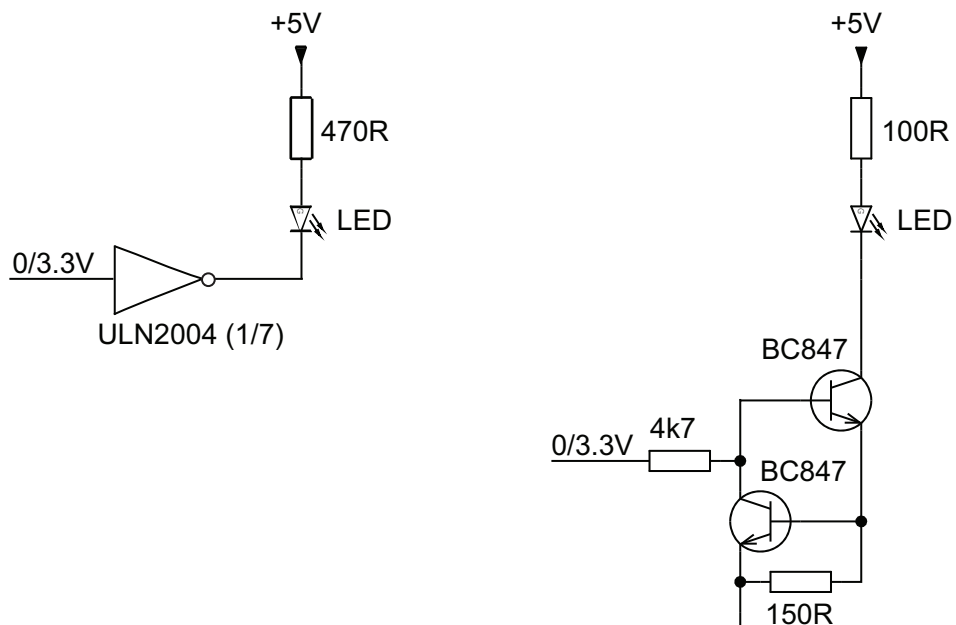 +5V
470R
LED
0/3.3V
ULN2004 (1/7)
+5V
100R
LED
BC847
4k7
0/3.3V
BC847
150R